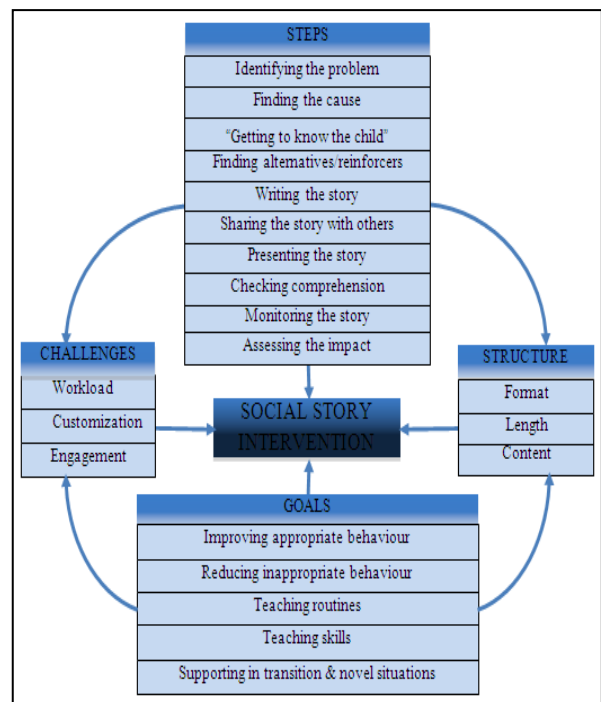 STEPS
Identifying the problem
Finding the cause
“Getting to know the child”
Finding alternatives/reinforcers
Writing the story
Sharing the story with others
Presenting the story
Checking comprehension
Monitoring the story
Assessing the impact
CHALLENGES
Workload
Customization
Engagement
SOCIAL STORY
INTERVENTION
STRUCTURE
Format
Length
Content
GOALS
Improving appropriate behaviour
Reducing inappropriate behaviour
Teaching routines
Teaching skills
Supporting in transition & novel situations